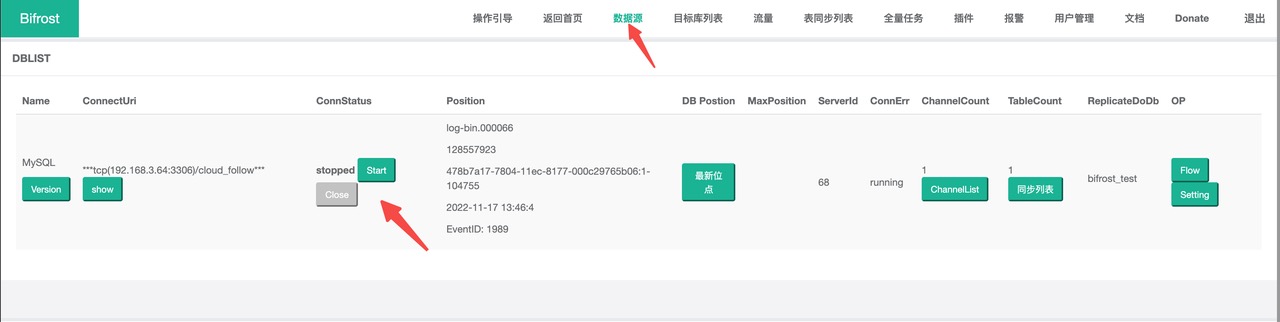 Bifrost
操作引导 返回首页 数据源 目标库列表 流量 表同步列表 全量任务 插件 报警 用户管理 文档 Donate 退出
DBLIST
Name ConnectUri ConnStatus Position DB Postion MaxPosition ServerId ConnErr ChannelCount TableCount ReplicateDoDb OP
MySQL
Version
***tcp(192.168.3.64:3306)/cloud_follow***
show
stopped Start
Close
log-bin.000066
128557923
478b7a17-7804-11ec-8177-000c29765b06:1-
104755
2022-11-17 13:46:4
EventID: 1989
最新位
点
68
running
1
ChannelList
1
同步列表
bifrost_test
Flow
Setting